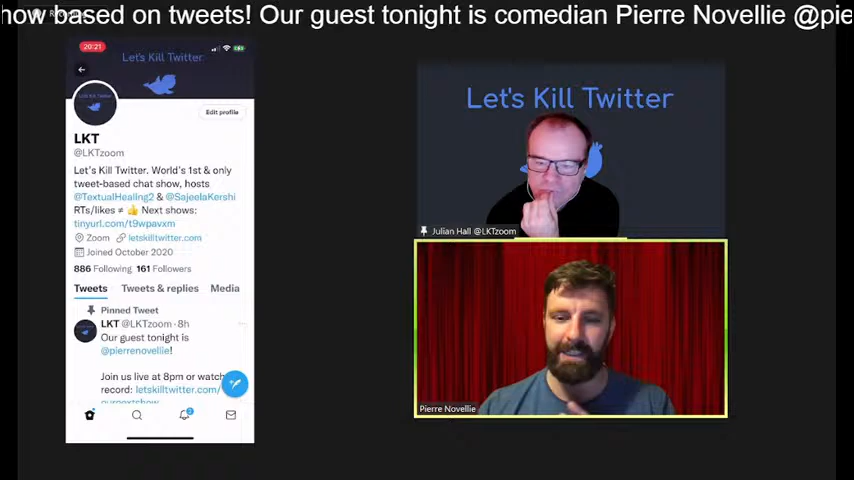 how based on tweets! Our guest tonight is comedian Pierre Novellie @pie
20:21
Let's Kill Twitter
Edit profile
LKT
@LKTzoom
Let's Kill Twitter. World's 1st & only
tweet-based chat show, hosts
@TextualHealing2 & @SajeelaKershi
RTs/likes ≠ 👍 Next shows:
tinyurl.com/t9wpavxm
Zoom letskilltwitter.com
Joined October 2020
886 Following 161 Followers
Tweets Tweets & replies Media
Pinned Tweet
LKT @LKTzoom · 8h
Our guest tonight is
@pierrenovellie!
Join us live at 8pm or watch
record: letskilltwitter.com/
ournextshow
2
Let's Kill Twitter
Julian Hall @LKTzoom
Pierre Novellie